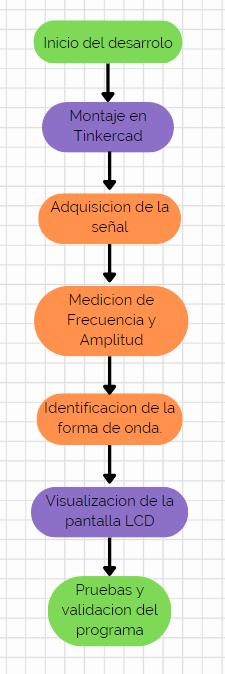 Inicio del desarrolo
Montaje en
Tinkercad
Adquisicion de la
señal
Medicion de
Frecuencia y
Amplitud
Identificacion de la
forma de onda.
Visualizacion de la
pantalla LCD
Pruebas y
validacion del
programa